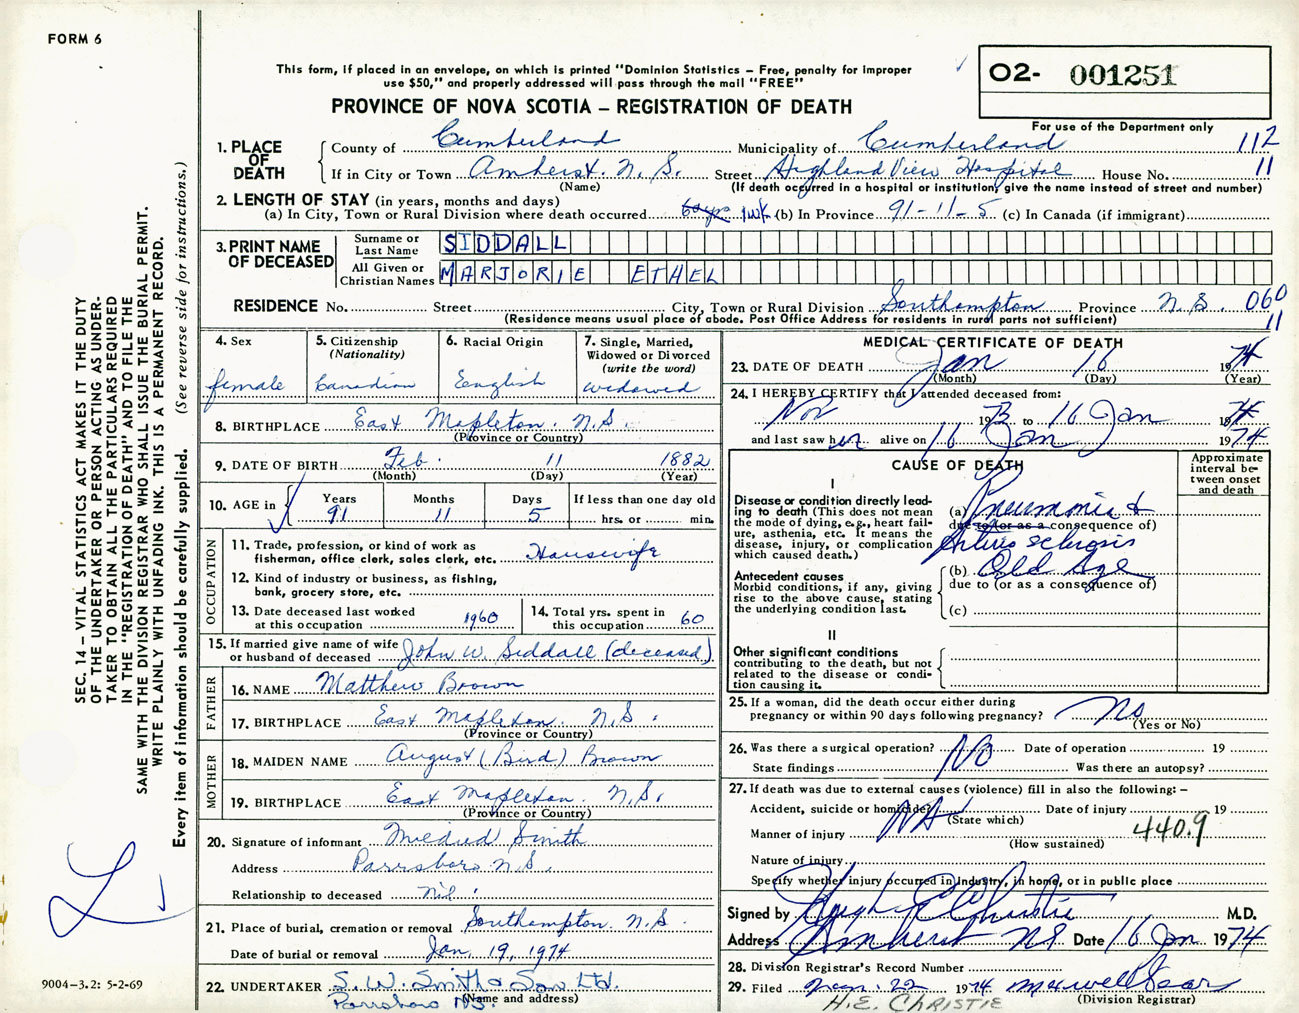 FORM 6
This form, if placed in an envelope, on which is printed "Dominion Statistics – Free, penalty for improper
use $50," and properly addressed will pass through the mail "FREE"
PROVINCE OF NOVA SCOTIA – REGISTRATION OF DEATH
02- 001251
For use of the Department only
1. PLACE OF DEATH
County of Cumberland Municipality of Cumberland 112
If in City or Town Amherst. N.S. Street Highland View Hospital House No. 11
(Name) (If death occurred in a hospital or institution, give the name instead of street and number)
2. LENGTH OF STAY (in years, months and days)
(a) In City, Town or Rural Division where death occurred 1wk (b) In Province 91-11-5 (c) In Canada (if immigrant)
3. PRINT NAME OF DECEASED
Surname or Last Name SIDDALL
All Given or Christian Names MARJORIE ETHEL
RESIDENCE No. Street City, Town or Rural Division Southampton Province N.S. 060
(Residence means usual place of abode. Post Office Address for residents in rural parts not sufficient) 11
4. Sex female
5. Citizenship (Nationality) Canadian
6. Racial Origin English
7. Single, Married, Widowed or Divorced (write the word) widowed
8. BIRTHPLACE East Mapleton. N.S.
(Province or Country)
9. DATE OF BIRTH Feb. 11 1882
(Month) (Day) (Year)
10. AGE in Years 91 Months 11 Days 5 If less than one day old hrs. or min.
OCCUPATION
11. Trade, profession, or kind of work as
fisherman, office clerk, sales clerk, etc. Housewife
12. Kind of industry or business, as fishing,
bank, grocery store, etc.
13. Date deceased last worked
at this occupation 1960
14. Total yrs. spent in
this occupation 60
15. If married give name of wife
or husband of deceased John W. Siddall (deceased)
FATHER
16. NAME Matthew Brown
17. BIRTHPLACE East Mapleton. N.S.
(Province or Country)
MOTHER
18. MAIDEN NAME August (Bird) Brown
19. BIRTHPLACE East Mapleton. N.S.
(Province or Country)
20. Signature of informant Mildred Smith
Address Parrsboro N.S.
Relationship to deceased nil.
21. Place of burial, cremation or removal Southampton N.S.
Date of burial or removal Jan. 19, 1974
22. UNDERTAKER S. W. Smith & Son Ltd.
Parrsboro NS.
(Name and address)
MEDICAL CERTIFICATE OF DEATH
23. DATE OF DEATH Jan 16 1974
(Month) (Day) (Year)
24. I HEREBY CERTIFY that I attended deceased from:
Nov 1973 to 16 Jan 1974
and last saw her alive on 16 Jan 1974
CAUSE OF DEATH
Approximate interval between onset and death
I
Disease or condition directly leading to death (This does not mean the mode of dying, e.g., heart failure, asthenia, etc. It means the disease, injury, or complication which caused death.)
(a) Pneumonia &
due to (or as a consequence of)
Arterio sclerosis
Antecedent causes
Morbid conditions, if any, giving rise to the above cause, stating the underlying condition last.
(b) Old Age
due to (or as a consequence of)
(c)
II
Other significant conditions
contributing to the death, but not related to the disease or condition causing it.
25. If a woman, did the death occur either during
pregnancy or within 90 days following pregnancy? No
(Yes or No)
26. Was there a surgical operation? No Date of operation 19
State findings Was there an autopsy?
27. If death was due to external causes (violence) fill in also the following: –
Accident, suicide or homicide? NA Date of injury 19
(State which)
Manner of injury 440.9
(How sustained)
Nature of injury
Specify whether injury occurred in industry, in home, or in public place
Signed by Hugh E Christie M.D.
Address Amherst NS. Date 16 Jan 1974
28. Division Registrar's Record Number
29. Filed 22 1974
(Division Registrar)
H.E. CHRISTIE
SEC. 14 – VITAL STATISTICS ACT MAKES IT THE DUTY
OF THE UNDERTAKER OR PERSON ACTING AS UNDER-
TAKER TO OBTAIN ALL THE PARTICULARS REQUIRED
IN THE "REGISTRATION OF DEATH" AND TO FILE THE
SAME WITH THE DIVISION REGISTRAR WHO SHALL ISSUE THE BURIAL PERMIT.
WRITE PLAINLY WITH UNFADING INK. THIS IS A PERMANENT RECORD.
Every item of information should be carefully supplied. (See reverse side for instructions.)
9004-3.2: 5-2-69